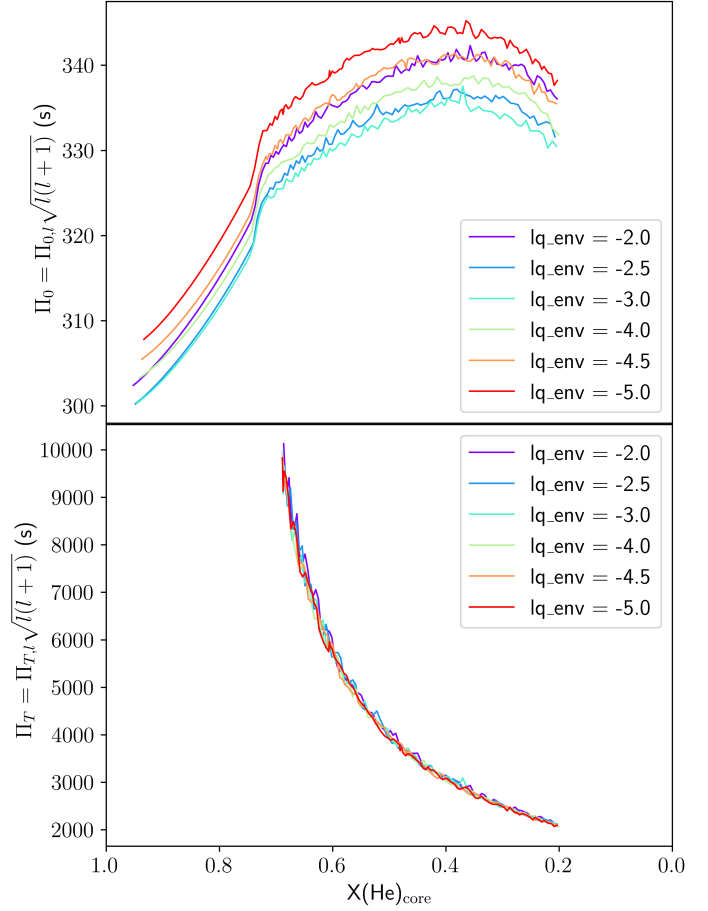 Π₀ = Π₀,ₗ√l(l + 1) (s)
340
330
320
310
300
lq_env = -2.0
lq_env = -2.5
lq_env = -3.0
lq_env = -4.0
lq_env = -4.5
lq_env = -5.0
Π_T = Π_T,l√l(l + 1) (s)
10000
9000
8000
7000
6000
5000
4000
3000
2000
lq_env = -2.0
lq_env = -2.5
lq_env = -3.0
lq_env = -4.0
lq_env = -4.5
lq_env = -5.0
1.0 0.8 0.6 0.4 0.2 0.0
X(He)core